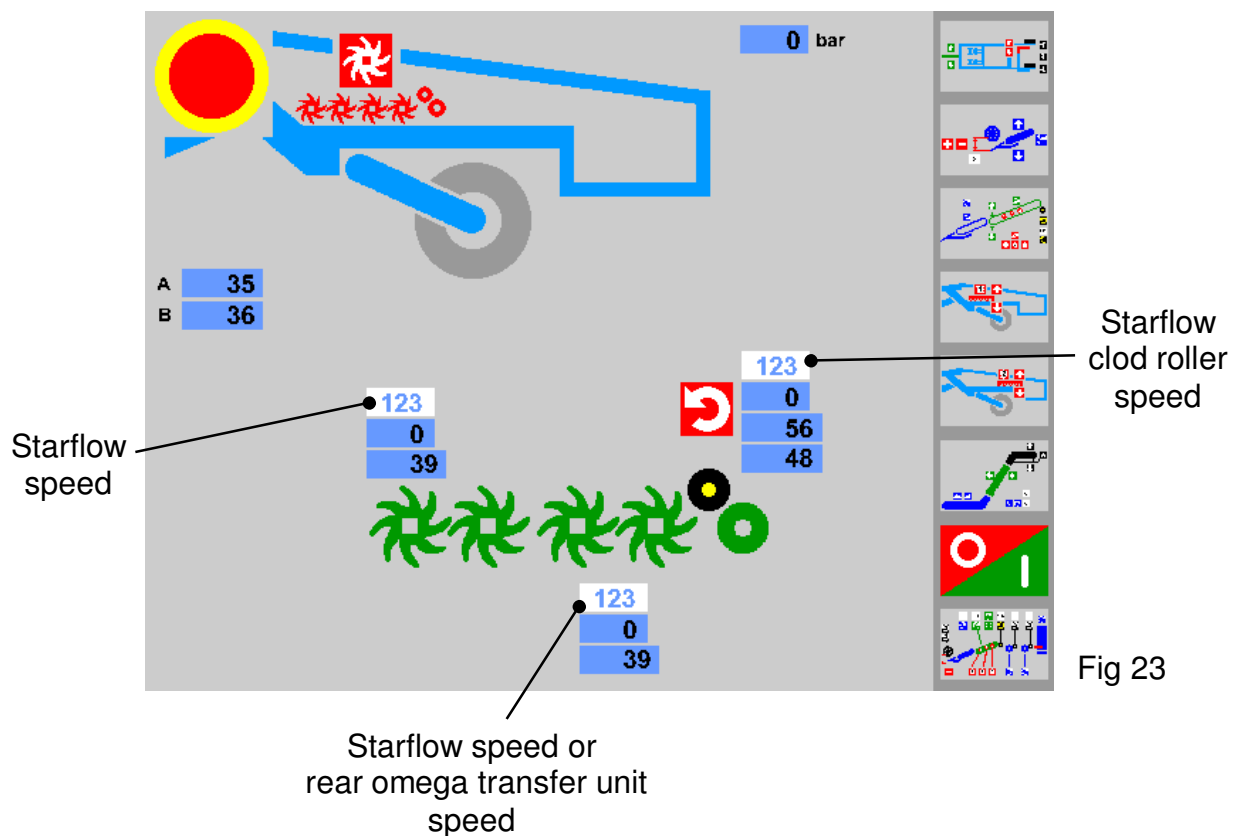 0 bar
A 35
B 36
123
0
39
123
0
56
48
123
0
39
Starflow
speed
Starflow
clod roller
speed
Starflow speed or
rear omega transfer unit
speed
Fig 23